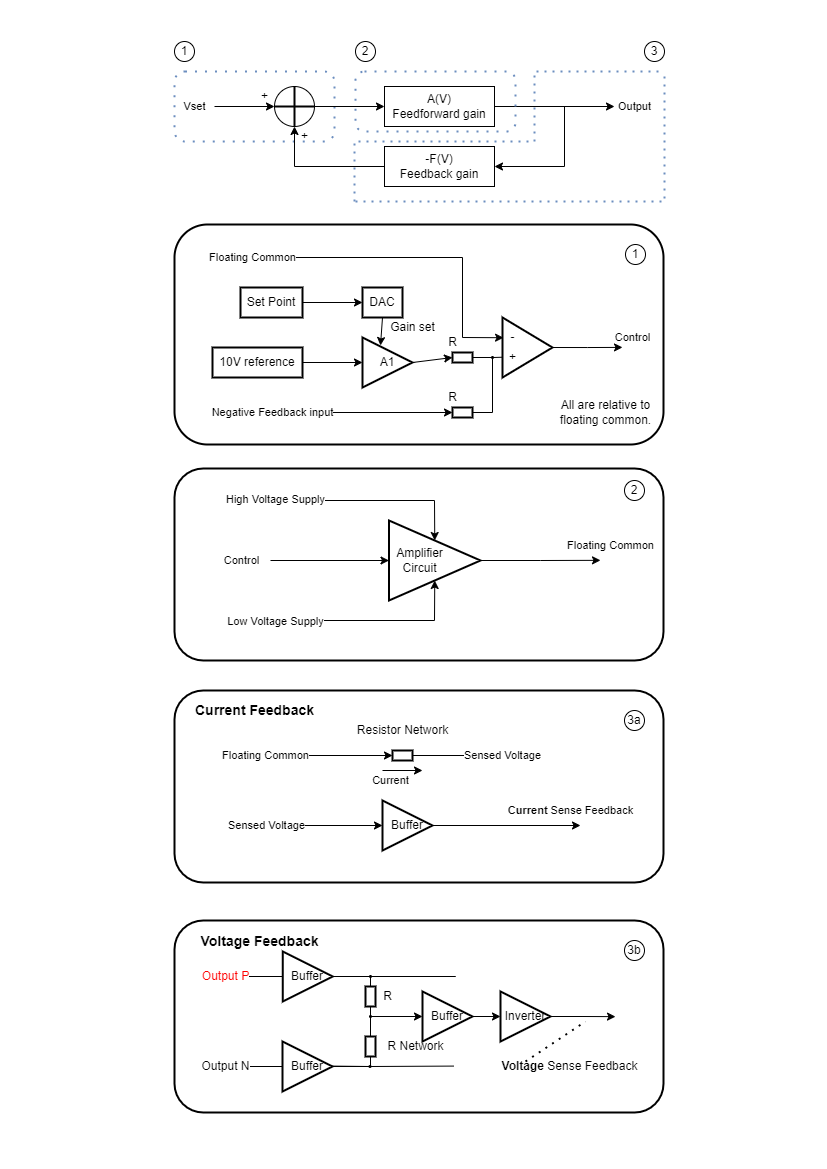 1
2
3
Vset
+
+
A(V)
Feedforward gain
Output
-F(V)
Feedback gain
1
Floating Common
Set Point
DAC
Gain set
10V reference
A1
R
-
+
Control
R
Negative Feedback input
All are relative to
floating common.
2
High Voltage Supply
Control
Amplifier
Circuit
Floating Common
Low Voltage Supply
Current Feedback
3a
Resistor Network
Floating Common
Sensed Voltage
Current
Sensed Voltage
Buffer
Current Sense Feedback
Voltage Feedback
3b
Output P
Buffer
R
Buffer
Inverter
R Network
Output N
Buffer
Voltage Sense Feedback